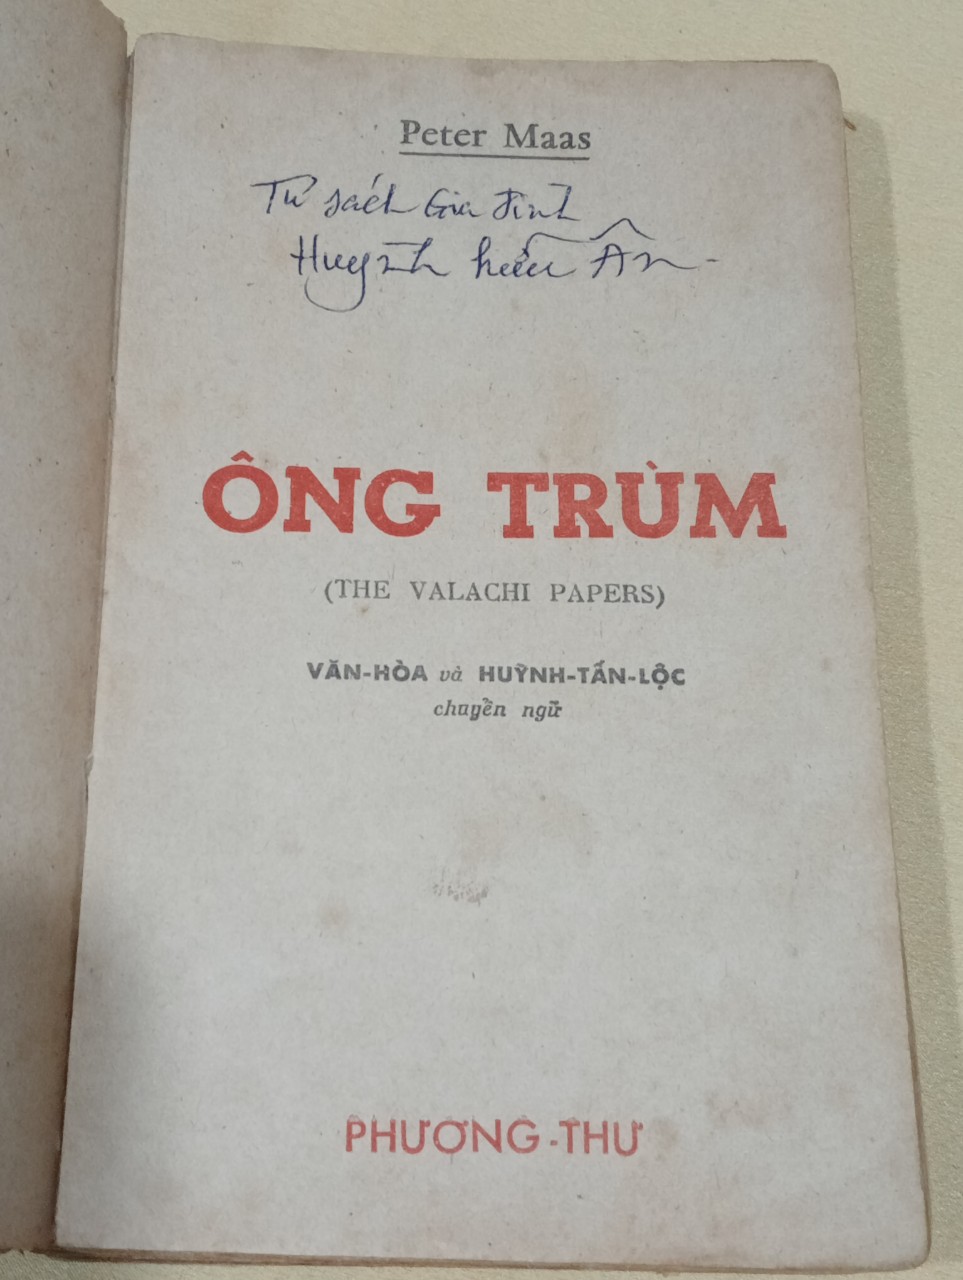 Peter Maas
Tủ sách Gia đình
Huỳnh hiếu Ân
ÔNG TRÙM
(THE VALACHI PAPERS)
VĂN-HÒA và HUỲNH-TẤN-LỘC
chuyển ngữ
PHƯƠNG-THƯ